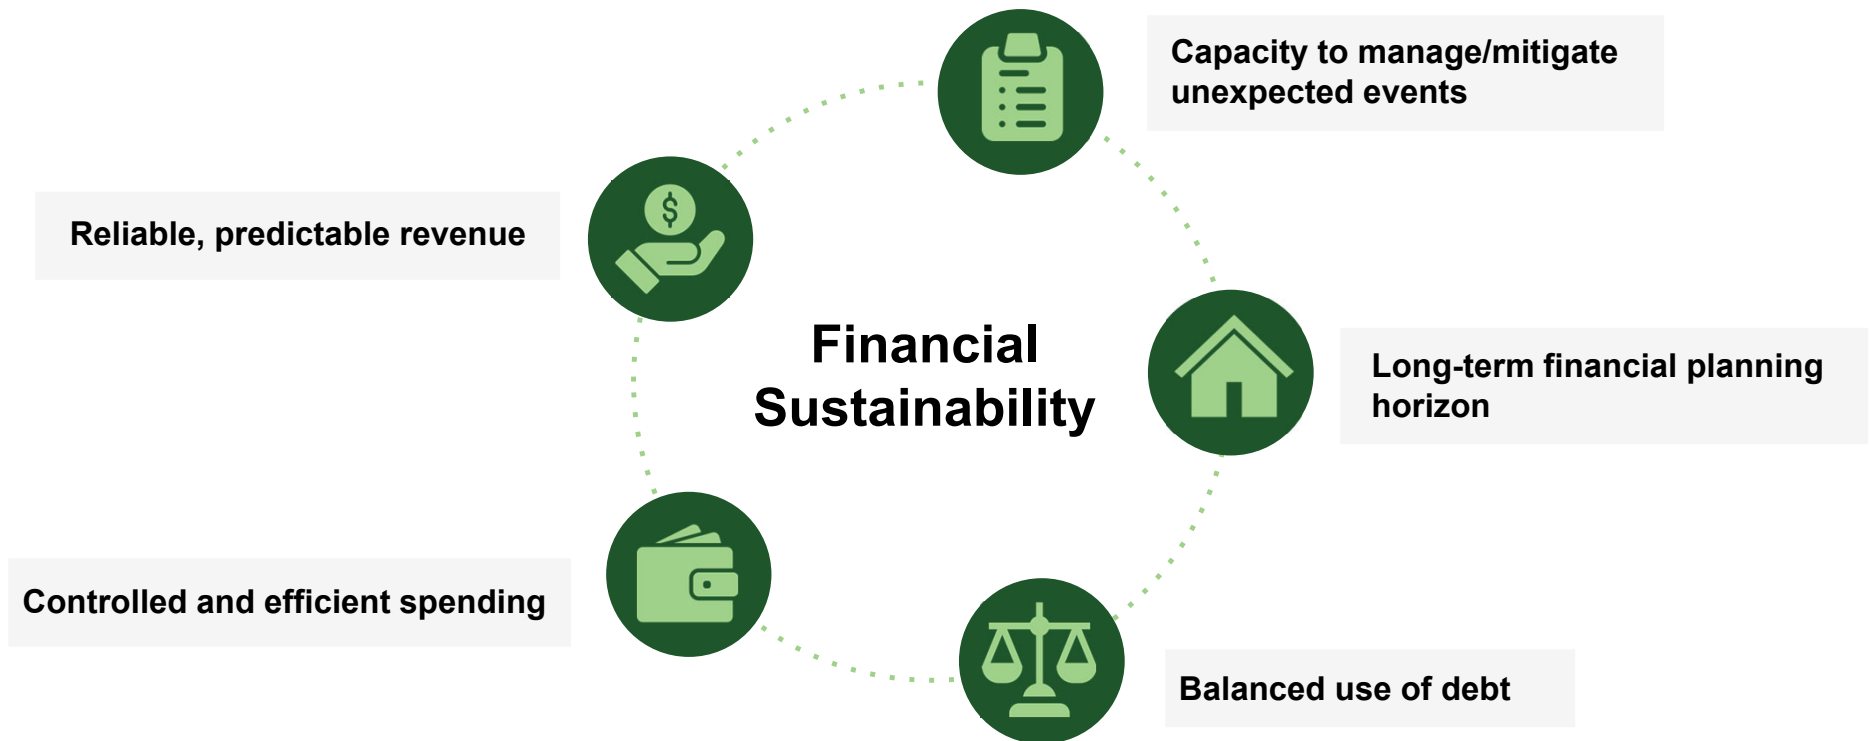 Capacity to manage/mitigate
unexpected events
Reliable, predictable revenue
$
Financial
Sustainability
Long-term financial planning
horizon
Controlled and efficient spending
Balanced use of debt